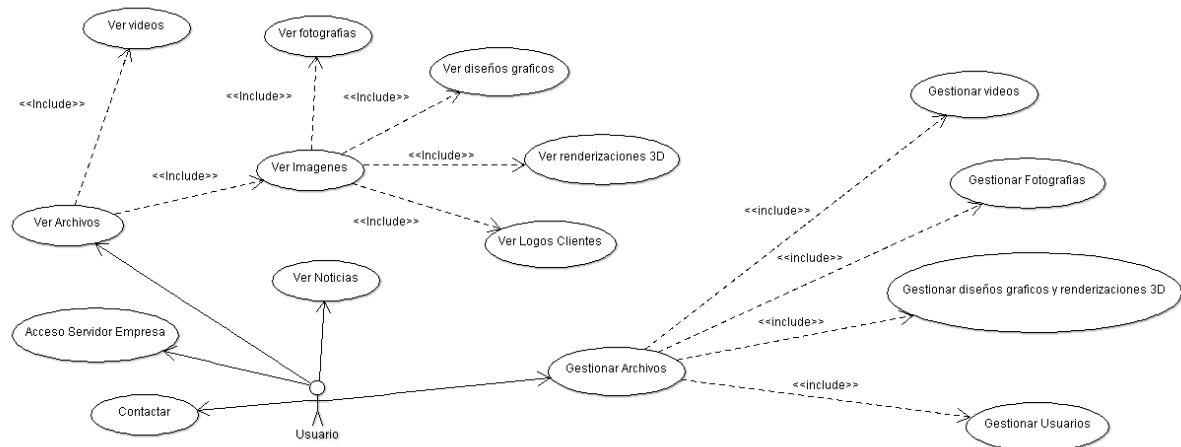 Ver videos
Ver fotografias
Ver diseños graficos
<<Include>>
<<Include>>
<<Include>>
Gestionar videos
Ver Imagenes
<<Include>>
Ver renderizaciones 3D
<<Include>>
Gestionar Fotografias
Ver Archivos
<<Include>>
Ver Logos Clientes
<<include>>
<<include>>
Ver Noticias
Gestionar diseños graficos y renderizaciones 3D
Acceso Servidor Empresa
<<include>>
Gestionar Archivos
<<include>>
Contactar
Usuario
Gestionar Usuarios